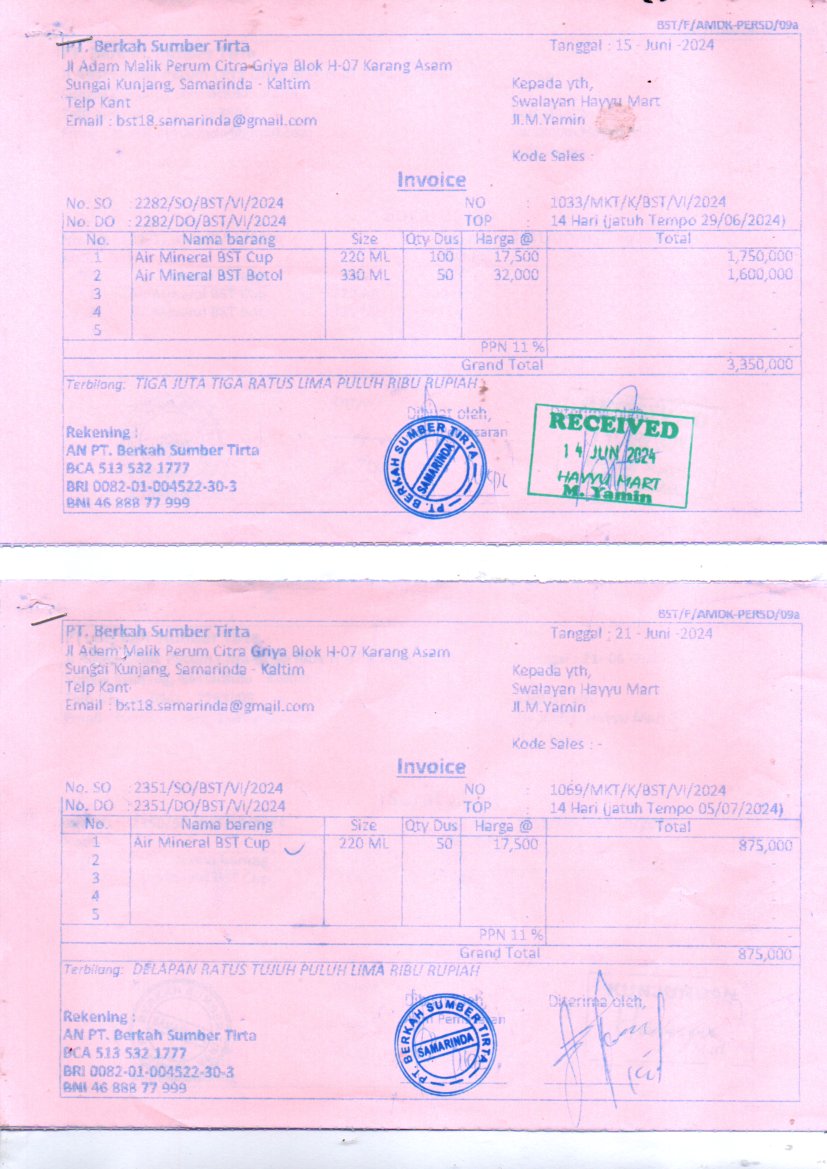 BST/F/AMDK-PERSD/09a
PT. Berkah Sumber Tirta
Tanggal : 15 - Juni -2024
Jl Adam Malik Perum Citra Griya Blok H-07 Karang Asam
Sungai Kunjang, Samarinda - Kaltim
Kepada yth,
Telp Kant
Swalayan Hayyu Mart
Email : bst18.samarinda@gmail.com
Jl.M.Yamin
Kode Sales :
Invoice
No. SO : 2282/SO/BST/VI/2024 NO : 1033/MKT/K/BST/VI/2024
No. DO : 2282/DO/BST/VI/2024 TOP : 14 Hari (jatuh Tempo 29/06/2024)
No. Nama barang Size Qty Dus Harga @ Total
1 Air Mineral BST Cup 220 ML 100 17,500 1,750,000
2 Air Mineral BST Botol 330 ML 50 32,000 1,600,000
3 -
4 -
5 -
PPN 11 % -
Grand Total 3,350,000
Terbilang: TIGA JUTA TIGA RATUS LIMA PULUH RIBU RUPIAH
Dibuat oleh,
Rekening :
AN PT. Berkah Sumber Tirta
BCA 513 532 1777
BRI 0082-01-004522-30-3
BNI 46 888 77 999
PT. BERKAH SUMBER TIRTA
SAMARINDA
RECEIVED
14 JUN 2024
HAYYU MART
M. Yamin
BST/F/AMDK-PERSD/09a
PT. Berkah Sumber Tirta
Tanggal : 21 - Juni -2024
Jl Adam Malik Perum Citra Griya Blok H-07 Karang Asam
Sungai Kunjang, Samarinda - Kaltim
Kepada yth,
Telp Kant
Swalayan Hayyu Mart
Email : bst18.samarinda@gmail.com
Jl.M.Yamin
Kode Sales : -
Invoice
No. SO : 2351/SO/BST/VI/2024 NO : 1069/MKT/K/BST/VI/2024
No. DO : 2351/DO/BST/VI/2024 TOP : 14 Hari (jatuh Tempo 05/07/2024)
No. Nama barang Size Qty Dus Harga @ Total
1 Air Mineral BST Cup 220 ML 50 17,500 875,000
2 -
3 -
4 -
5 -
PPN 11 % -
Grand Total 875,000
Terbilang: DELAPAN RATUS TUJUH PULUH LIMA RIBU RUPIAH
Diterima oleh,
Rekening :
AN PT. Berkah Sumber Tirta
BCA 513 532 1777
BRI 0082-01-004522-30-3
BNI 46 888 77 999
PT. BERKAH SUMBER TIRTA
SAMARINDA